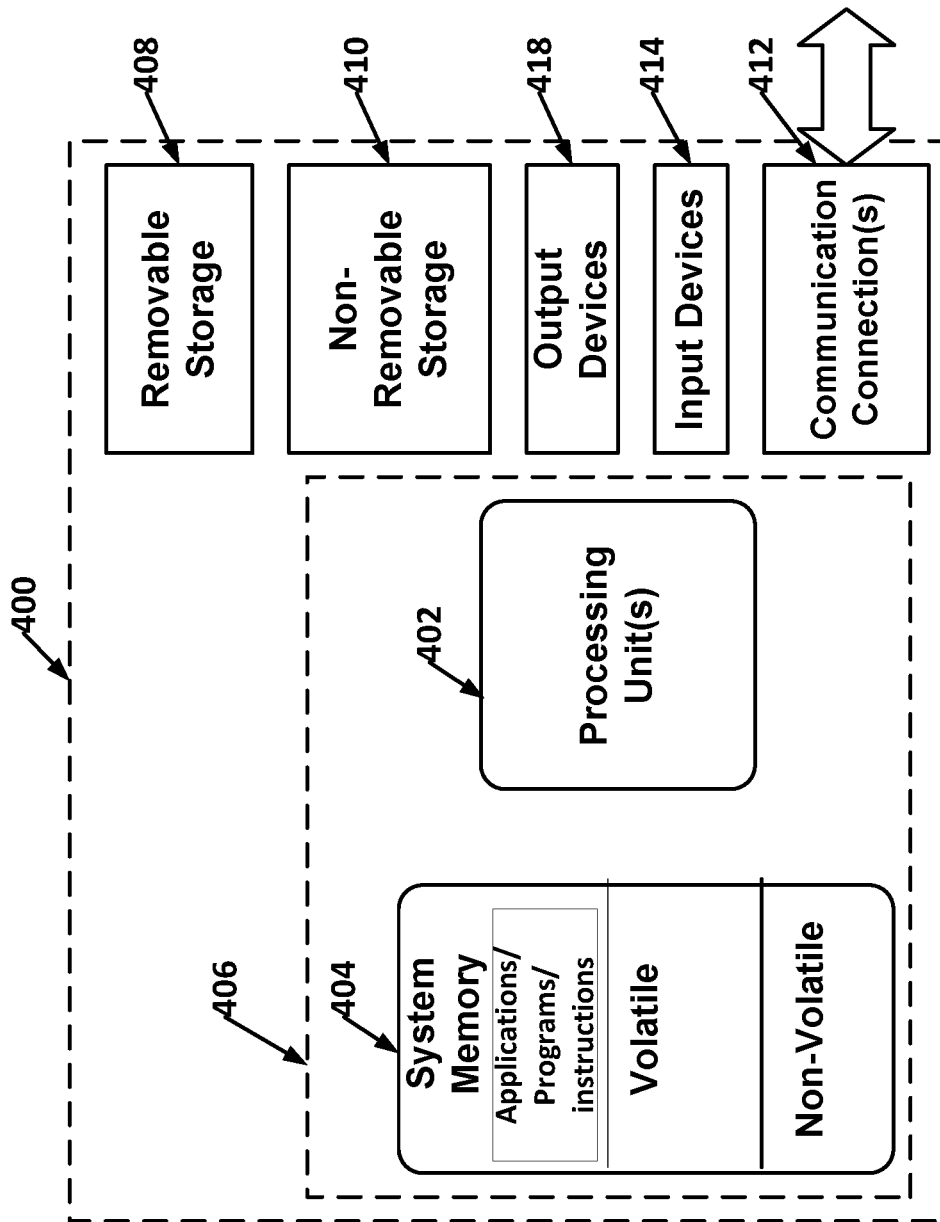 400
406
404
System
Memory
Applications/
Programs/
instructions
Volatile
Non-Volatile
402
Processing
Unit(s)
Removable
Storage
408
Non-
Removable
Storage
410
Output
Devices
418
Input Devices
414
Communication
Connection(s)
412